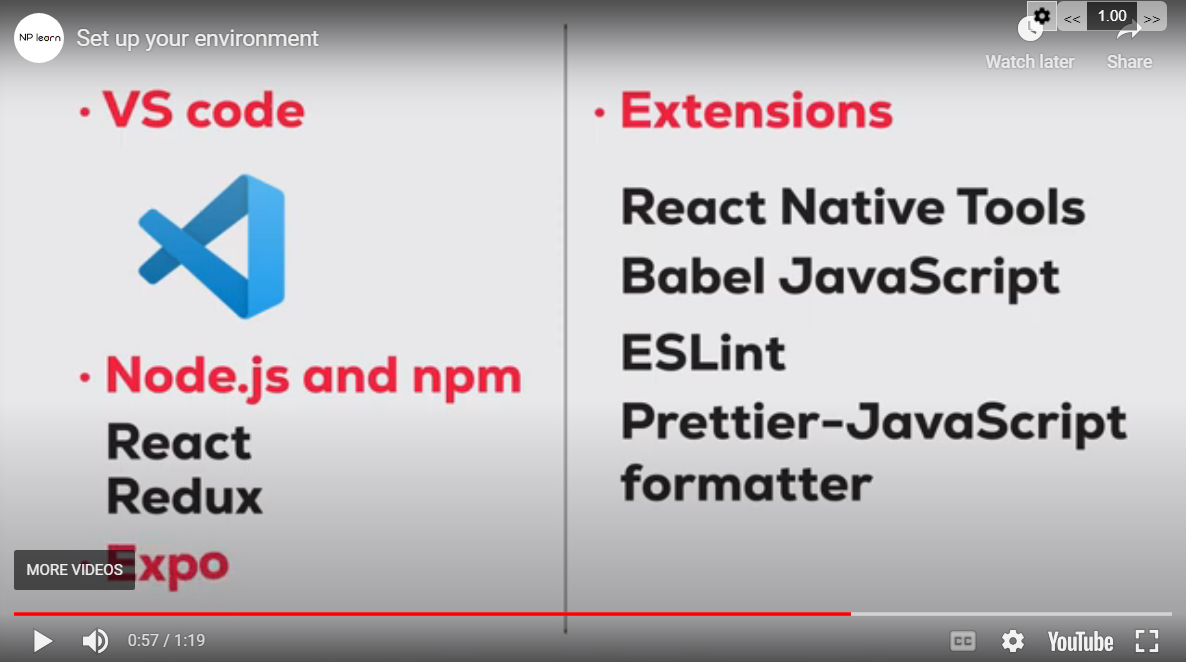 NP learn
Set up your environment
<< 1.00 >>
Watch later
Share
· VS code
· Node.js and npm
React
Redux
· Expo
MORE VIDEOS
· Extensions
React Native Tools
Babel JavaScript
ESLint
Prettier-JavaScript
formatter
0:57 / 1:19
CC
YouTube